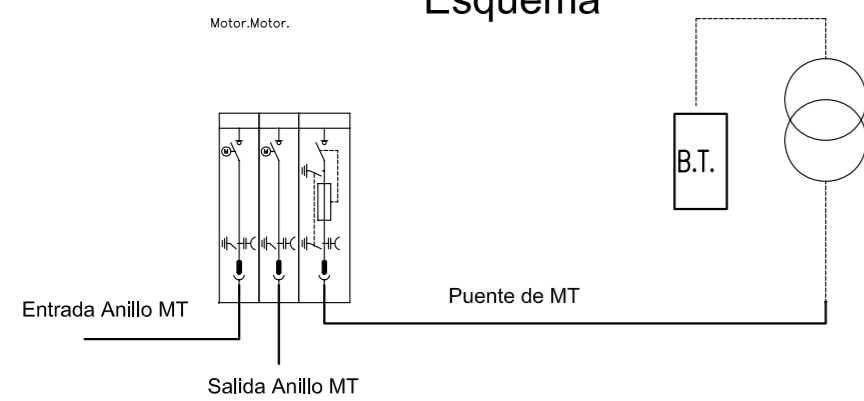 Esquema
Motor.Motor.
M
M
B.T.
Puente de MT
Entrada Anillo MT
Salida Anillo MT